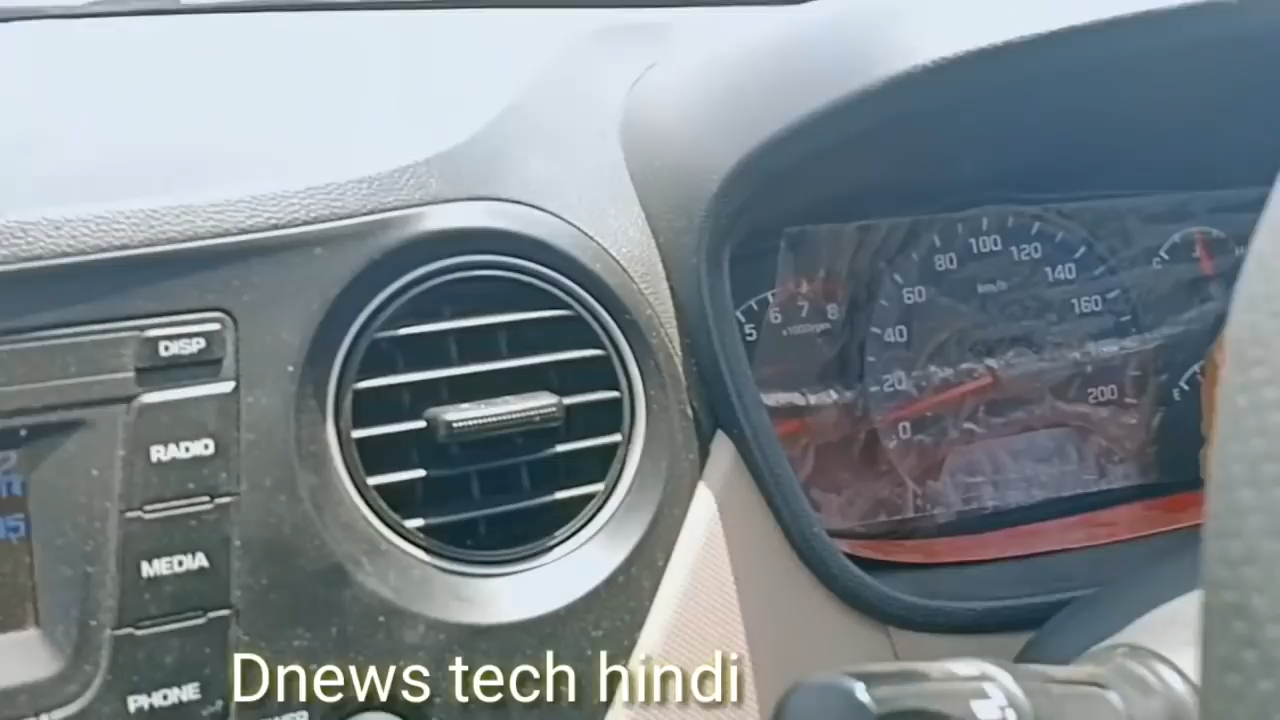 DISP
RADIO
MEDIA
PHONE
5 6 7 8
x1000rpm
0 20 40 60 80 100 120 140 160 200
km/h
C
E
Dnews tech hindi